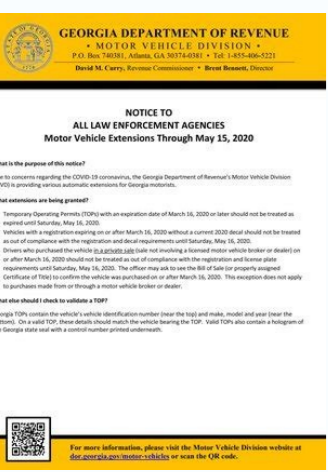 GEORGIA DEPARTMENT OF REVENUE
• MOTOR VEHICLE DIVISION •
P.O. Box 740381, Atlanta, GA 30374-0381 • Tel: 1-855-406-5221
David M. Curry, Revenue Commissioner • Brent Bennett, Director
NOTICE TO
ALL LAW ENFORCEMENT AGENCIES
Motor Vehicle Extensions Through May 15, 2020
hat is the purpose of this notice?
e to concerns regarding the COVID-19 coronavirus, the Georgia Department of Revenue's Motor Vehicle Division
VD) is providing various automatic extensions for Georgia motorists.
hat extensions are being granted?
Temporary Operating Permits (TOPs) with an expiration date of March 16, 2020 or later should not be treated as
expired until Saturday, May 16, 2020.
Vehicles with a registration expiring on or after March 16, 2020 without a current 2020 decal should not be treated
as out of compliance with the registration and decal requirements until Saturday, May 16, 2020.
Drivers who purchased the vehicle in a private sale (sale not involving a licensed motor vehicle broker or dealer) on
or after March 16, 2020 should not be treated as out of compliance with the registration and license plate
requirements until Saturday, May 16, 2020. The officer may ask to see the Bill of Sale (or properly assigned
Certificate of Title) to confirm the vehicle was purchased on or after March 16, 2020. This exception does not apply
to purchases made from or through a motor vehicle broker or dealer.
hat else should I check to validate a TOP?
orgia TOPs contain the vehicle's vehicle identification number (near the top) and make, model and year (near the
ttom). On a valid TOP, these details should match the vehicle bearing the TOP. Valid TOPs also contain a hologram of
e Georgia state seal with a control number printed underneath.
For more information, please visit the Motor Vehicle Division website at
dor.georgia.gov/motor-vehicles or scan the QR code.